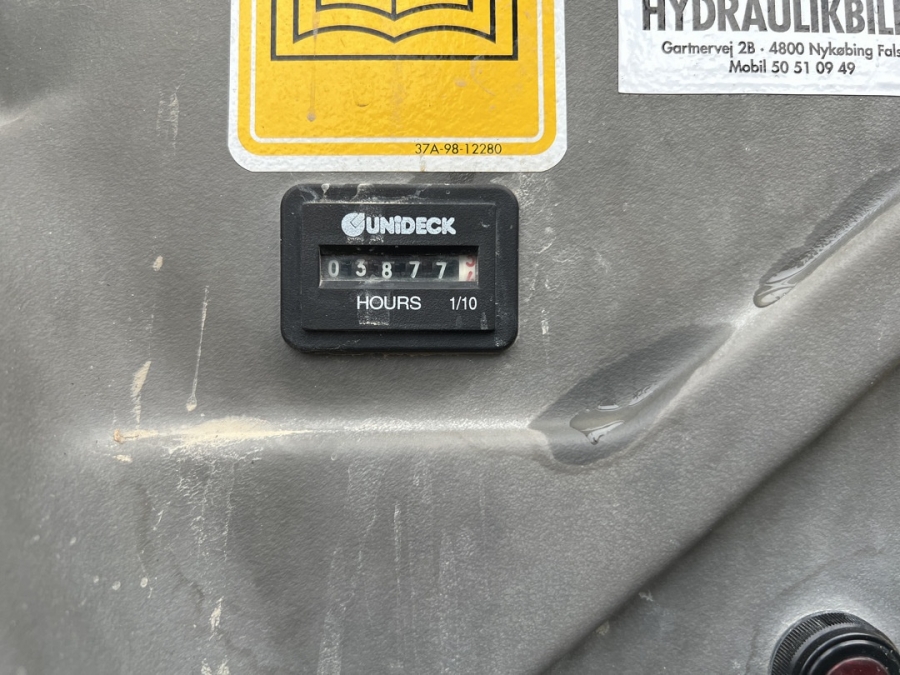 HYDRAULIKBIL
Gartnervej 2B · 4800 Nykøbing Fals
Mobil 50 51 09 49
37A-98-12280
UNIDECK
0 3 8 7 7
HOURS 1/10